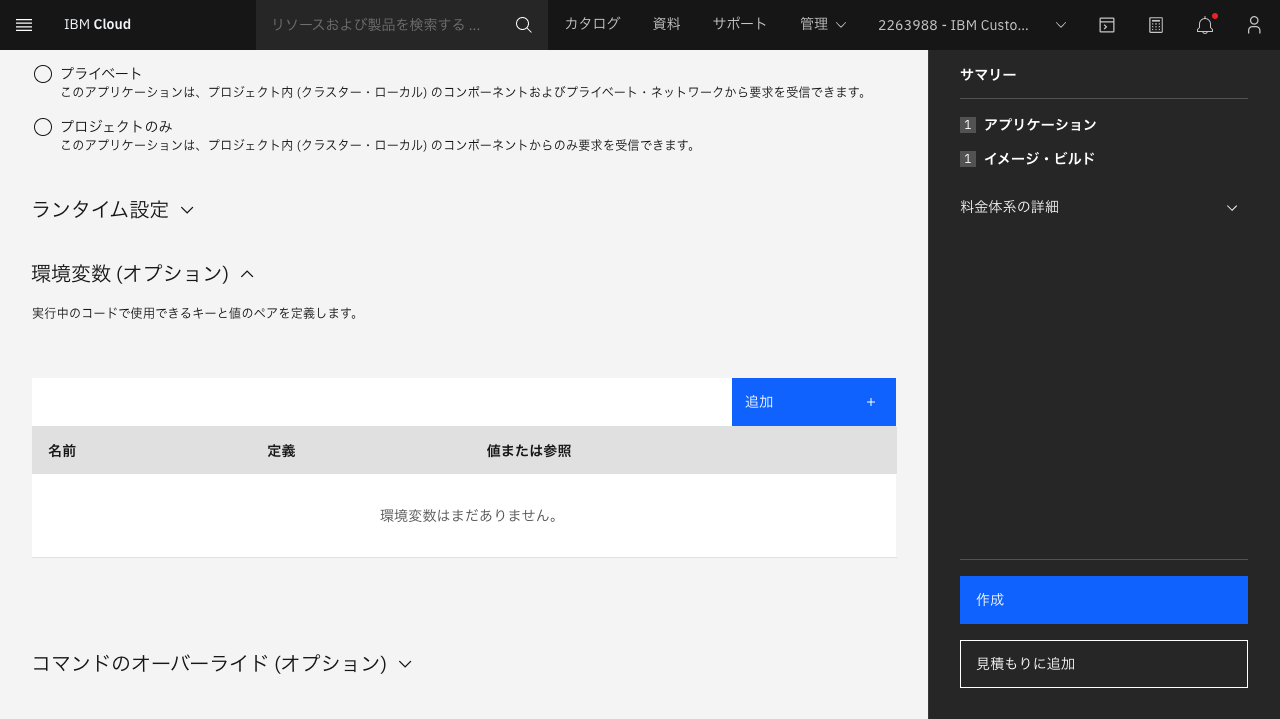 IBM Cloud
リソースおよび製品を検索する ...
カタログ
資料
サポート
管理
2263988 - IBM Custo...
プライベート
このアプリケーションは、プロジェクト内 (クラスター・ローカル) のコンポーネントおよびプライベート・ネットワークから要求を受信できます。
プロジェクトのみ
このアプリケーションは、プロジェクト内 (クラスター・ローカル) のコンポーネントからのみ要求を受信できます。
ランタイム設定
環境変数 (オプション)
実行中のコードで使用できるキーと値のペアを定義します。
追加 +
名前 定義 値または参照
環境変数はまだありません。
コマンドのオーバーライド (オプション)
サマリー
1 アプリケーション
1 イメージ・ビルド
料金体系の詳細
作成
見積もりに追加